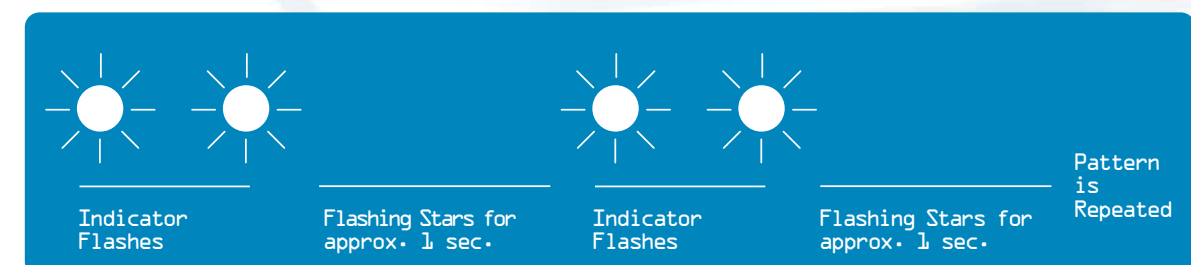 Indicator
Flashes
Flashing Stars for
approx. 1 sec.
Indicator
Flashes
Flashing Stars for
approx. 1 sec.
Pattern
is
Repeated